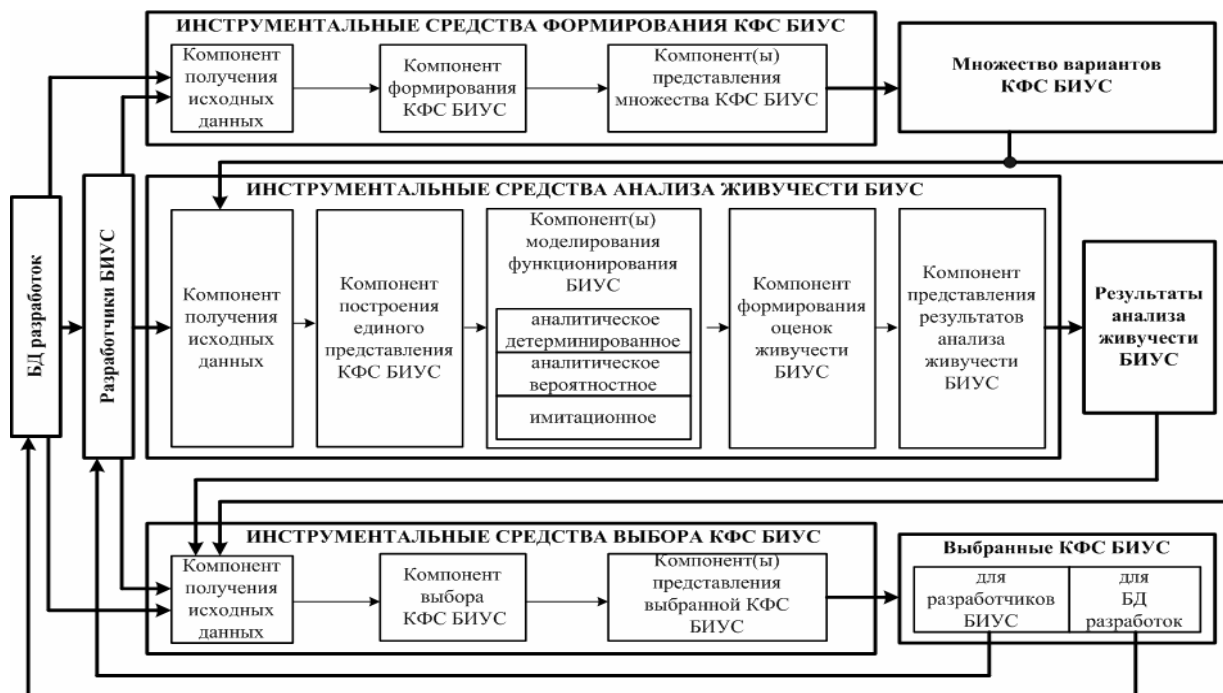 ИНСТРУМЕНТАЛЬНЫЕ СРЕДСТВА ФОРМИРОВАНИЯ КФС БИУС
Компонент
получения
исходных
данных
Компонент
формирования
КФС БИУС
Компонент(ы)
представления
множества КФС БИУС
Множество вариантов
КФС БИУС
БД разработок
Разработчики БИУС
ИНСТРУМЕНТАЛЬНЫЕ СРЕДСТВА АНАЛИЗА ЖИВУЧЕСТИ БИУС
Компонент
получения
исходных
данных
Компонент
построения
единого
представления
КФС БИУС
Компонент(ы)
моделирования
функционирования
БИУС
аналитическое
детерминированное
аналитическое
вероятностное
имитационное
Компонент
формирования
оценок
живучести
БИУС
Компонент
представления
результатов
анализа
живучести
БИУС
Результаты
анализа
живучести
БИУС
ИНСТРУМЕНТАЛЬНЫЕ СРЕДСТВА ВЫБОРА КФС БИУС
Компонент
получения
исходных
данных
Компонент
выбора
КФС БИУС
Компонент(ы)
представления
выбранной КФС
БИУС
Выбранные КФС БИУС
для
разработчиков
БИУС
для
БД
разработок